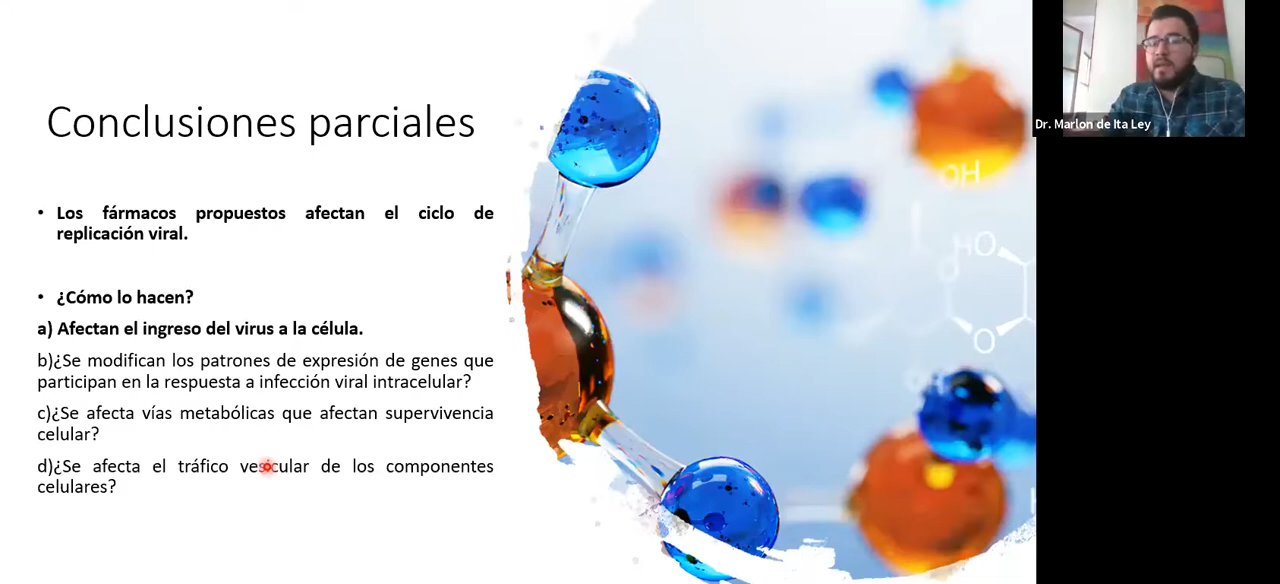 Conclusiones parciales
• Los fármacos propuestos afectan el ciclo de
replicación viral.
• ¿Cómo lo hacen?
a) Afectan el ingreso del virus a la célula.
b)¿Se modifican los patrones de expresión de genes que
participan en la respuesta a infección viral intracelular?
c)¿Se afecta vías metabólicas que afectan supervivencia
celular?
d)¿Se afecta el tráfico vesicular de los componentes
celulares?
Dr. Marlon de Ita Ley
OH
HO
O
OH